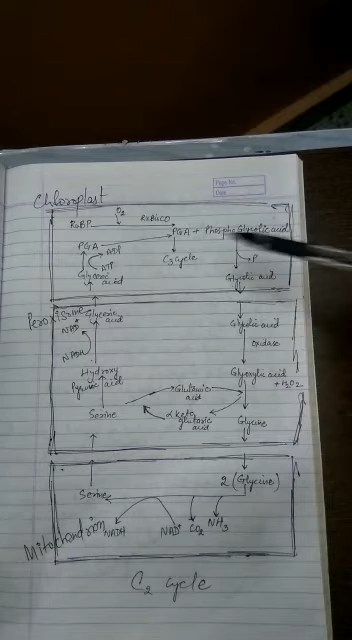 Page No.
Date
Chloroplast
O2
RuBP RuBisCO PGA + Phospho Glycolic acid
PGA ADP
ATP C3 cycle P
Glyceric acid Glycolic acid
Peroxisome Glyceric acid Glycolic acid
NAD+ oxidase
NADH
Hydroxy Pyruvic acid Glyoxylic acid + H2O2
Glutamic acid
Serine α keto glutaric acid Glycine
2 (Glycine)
Serine
Mitochondrion NADH NAD+ CO2 NH3
C2 cycle